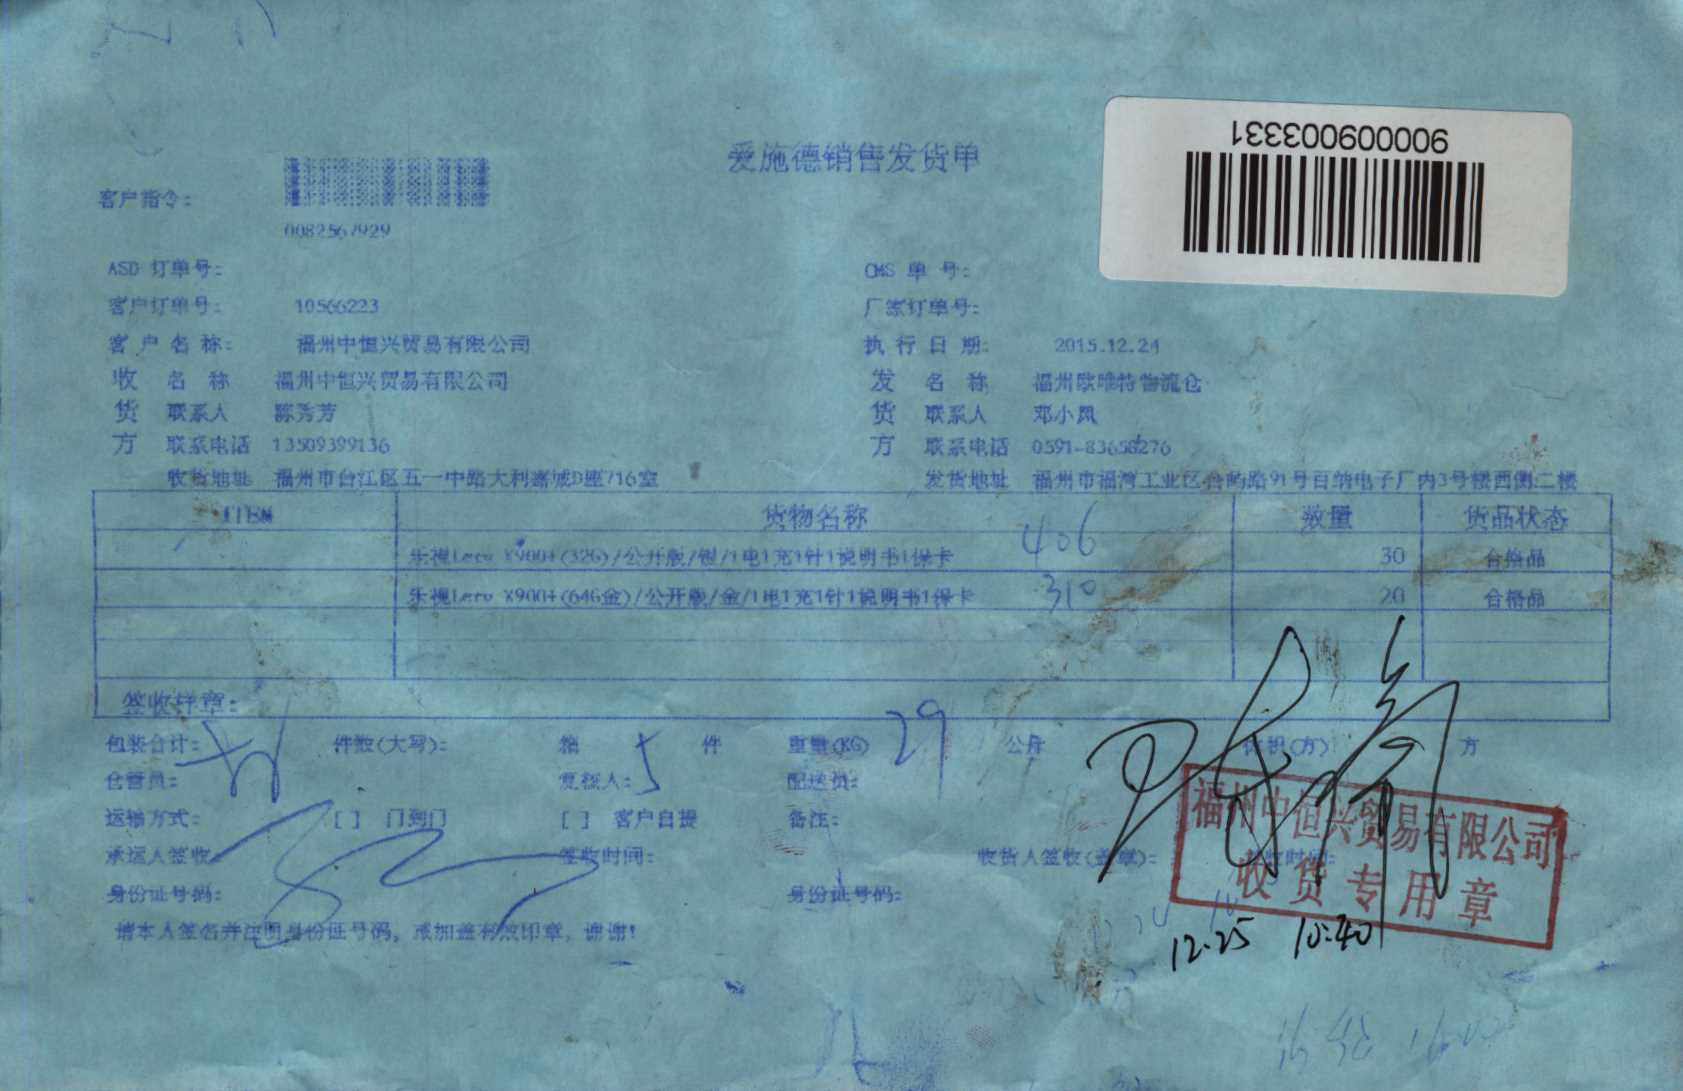 90000900033331
爱施德销售发货单
客户指令:
0082567929
ASD 订单号: CMS 单 号:
客户订单号: 10566223 厂家订单号:
客 户 名 称: 福州中恒兴贸易有限公司 执 行 日 期: 2015.12.24
收 名 称 福州中恒兴贸易有限公司 发 名 称 福州欧唯特物流仓
货 联系人 陈秀芳 货 联系人 邓小凤
方 联系电话 13509399136 方 联系电话 0591-83658276
收货地址 福州市台江区五一中路大利嘉城D座716室 发货地址 福州市福湾工业区台屿路91号百纳电子厂内3号楼西侧二楼
ITEM 货物名称 数量 货品状态
406
乐视Letv X900+(32G)/公开版/银/1电1充1针1说明书1保卡 30 合格品
乐视Letv X900+(64G金)/公开版/金/1电1充1针1说明书1保卡 310 20 合格品
签收样章:
包装合计: 件数(大写): 箱 5 件 重量(KG) 29 公斤 体积(方) 方
仓管员: 复核人: 配送员:
运输方式: [ ] 门到门 [ ] 客户自提 备注:
承运人签收 签收时间: 收货人签收(盖章): 签收时间:
身份证号码: 身份证号码:
请本人签名并注明身份证号码, 或加盖有效印章, 谢谢!
福州中恒兴贸易有限公司
收货专用章
12.25 10:40